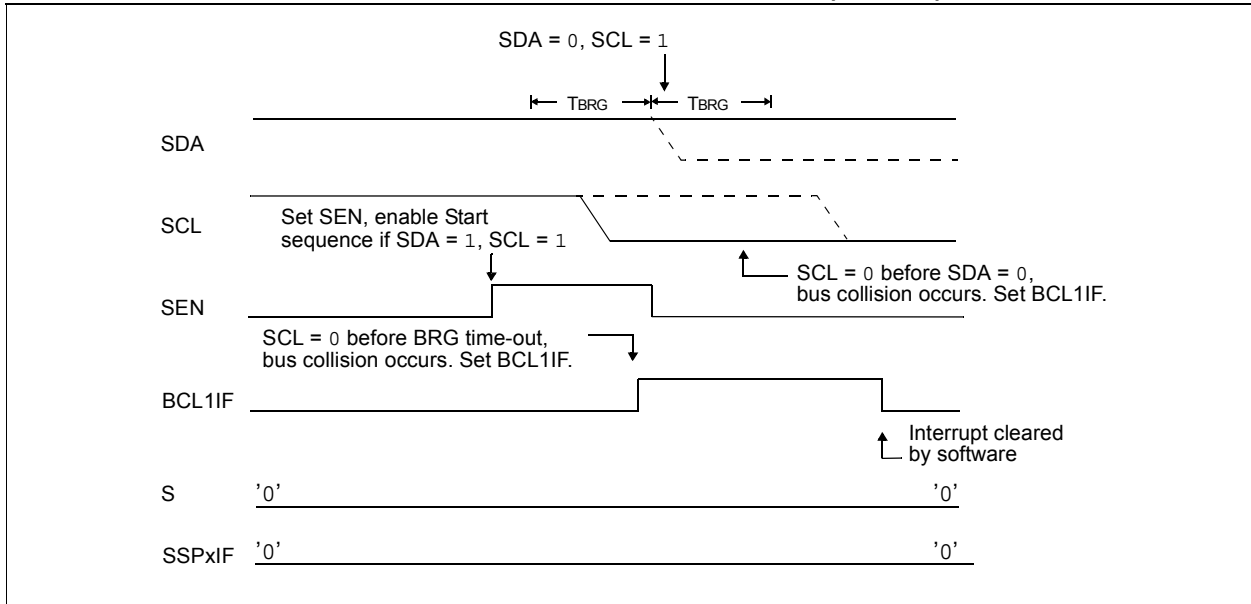 SDA = 0, SCL = 1
TBRG TBRG
SDA
SCL
Set SEN, enable Start
sequence if SDA = 1, SCL = 1
SCL = 0 before SDA = 0,
bus collision occurs. Set BCL1IF.
SEN
SCL = 0 before BRG time-out,
bus collision occurs. Set BCL1IF.
BCL1IF
Interrupt cleared
by software
S '0' '0'
SSPxIF '0' '0'